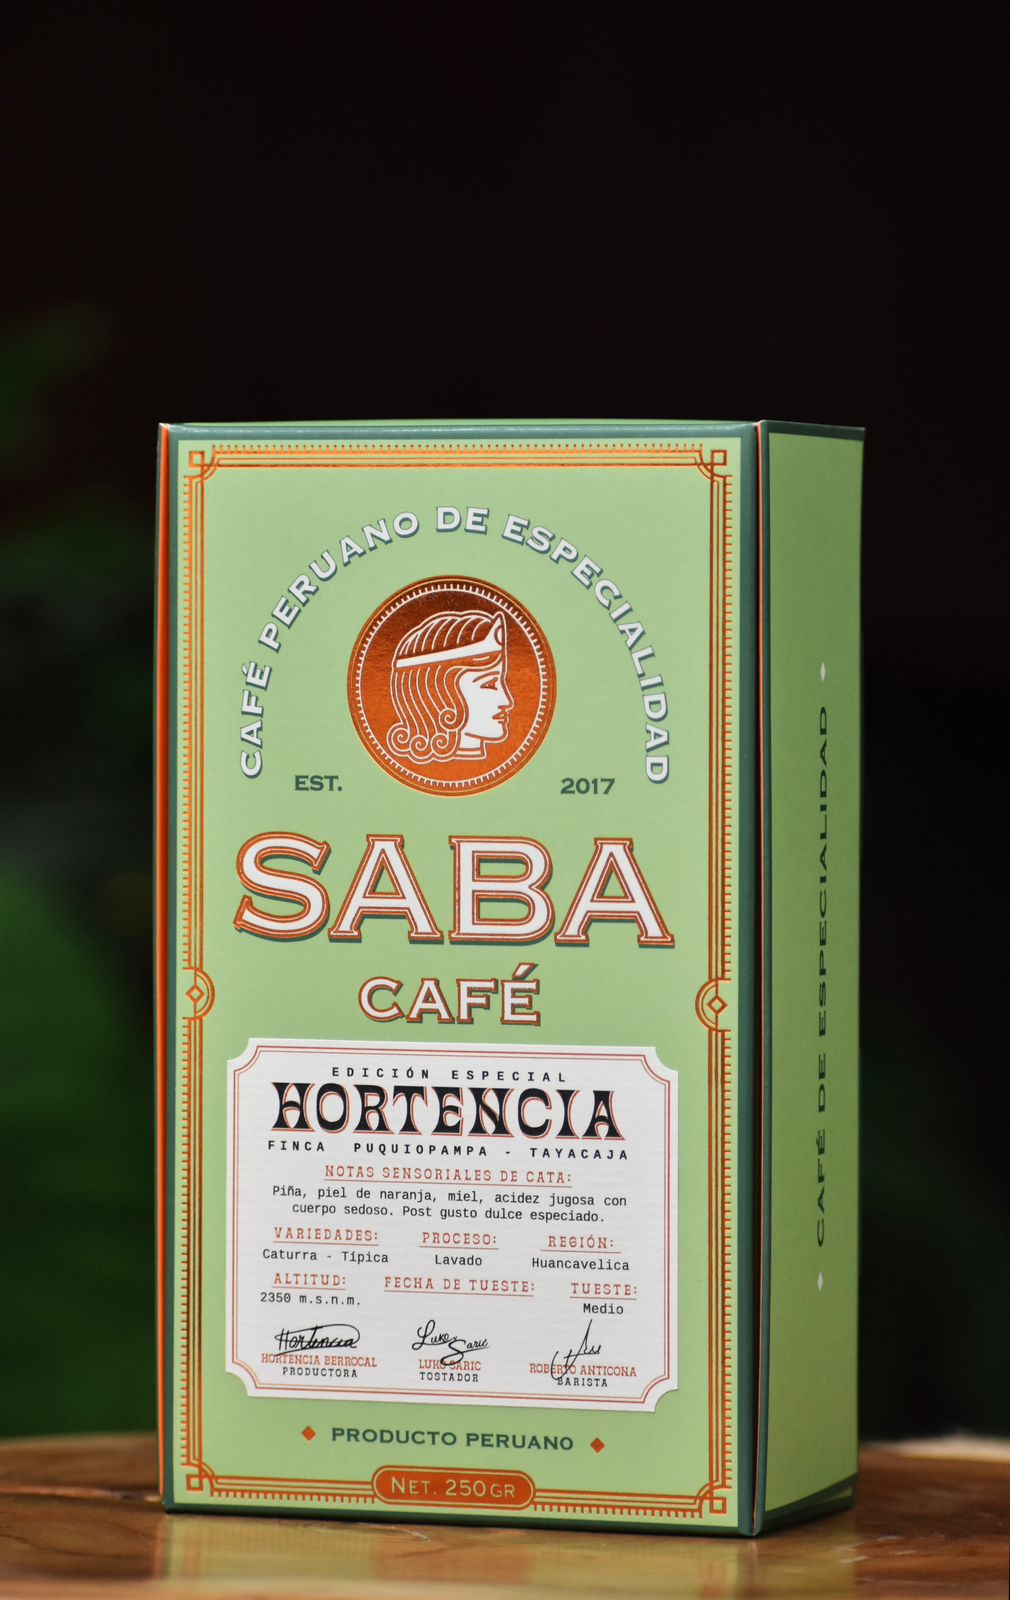 CAFÉ PERUANO DE ESPECIALIDAD
EST. 2017
SABA
CAFÉ
EDICIÓN ESPECIAL
HORTENCIA
FINCA PUQUIOPAMPA - TAYACAJA
NOTAS SENSORIALES DE CATA:
Piña, piel de naranja, miel, acidez jugosa con
cuerpo sedoso. Post gusto dulce especiado.
VARIEDADES: PROCESO: REGIÓN:
Caturra - Típica Lavado Huancavelica
ALTITUD: FECHA DE TUESTE: TUESTE:
2350 m.s.n.m. Medio
Hortencia Luko Saric
HORTENCIA BERROCAL LUKO SARIC ROBERTO ANTICONA
PRODUCTORA TOSTADOR BARISTA
PRODUCTO PERUANO
NET. 250GR
CAFÉ DE ESPECIALIDAD